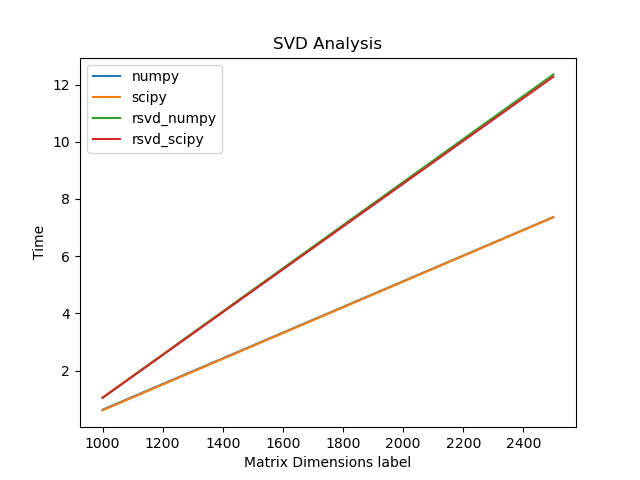 SVD Analysis
numpy
scipy
rsvd_numpy
rsvd_scipy
12
10
8
6
4
2
Time
1000 1200 1400 1600 1800 2000 2200 2400
Matrix Dimensions label